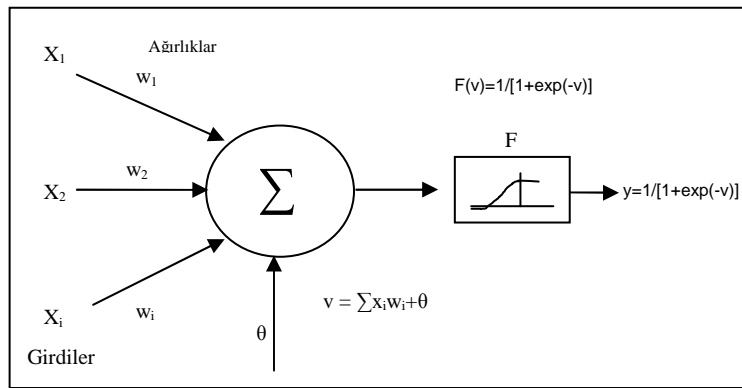 X₁
Ağırlıklar
w₁
F(v)=1/[1+exp(-v)]
F
X₂
w₂
∑
y=1/[1+exp(-v)]
Xᵢ
wᵢ
θ
v = ∑xᵢwᵢ+θ
Girdiler